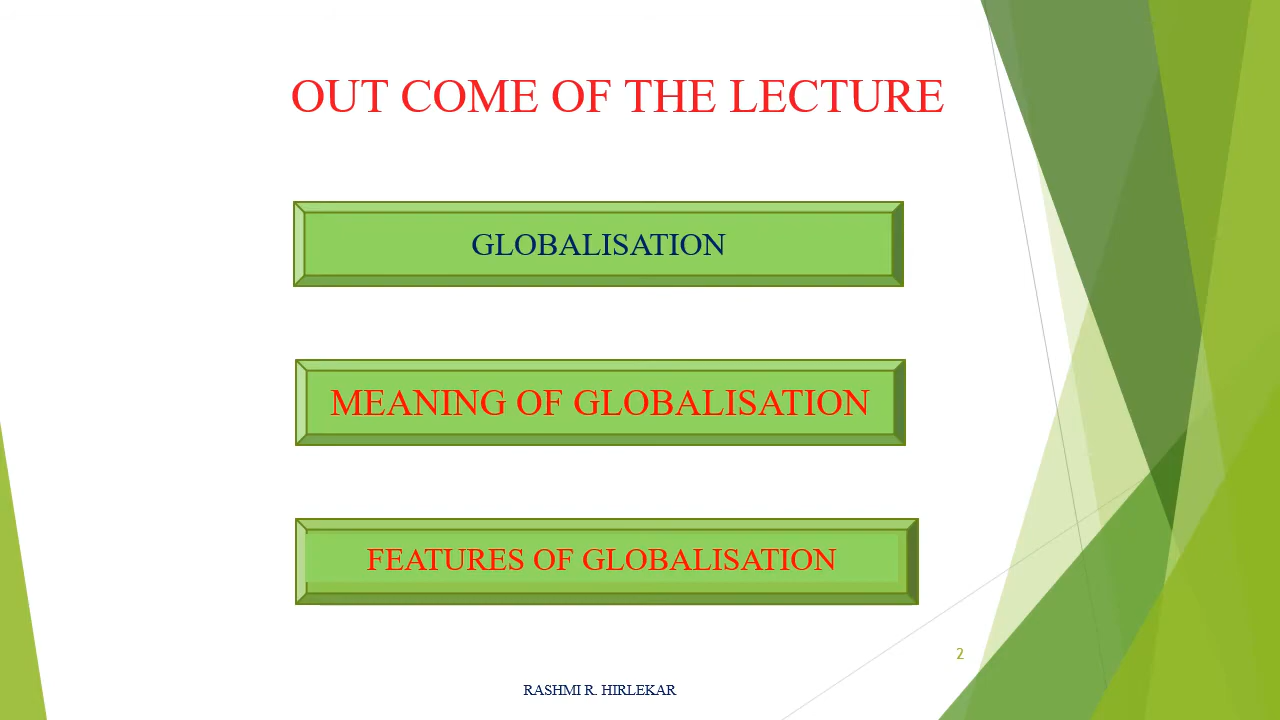 OUT COME OF THE LECTURE
GLOBALISATION
MEANING OF GLOBALISATION
FEATURES OF GLOBALISATION
2
RASHMI R. HIRLEKAR